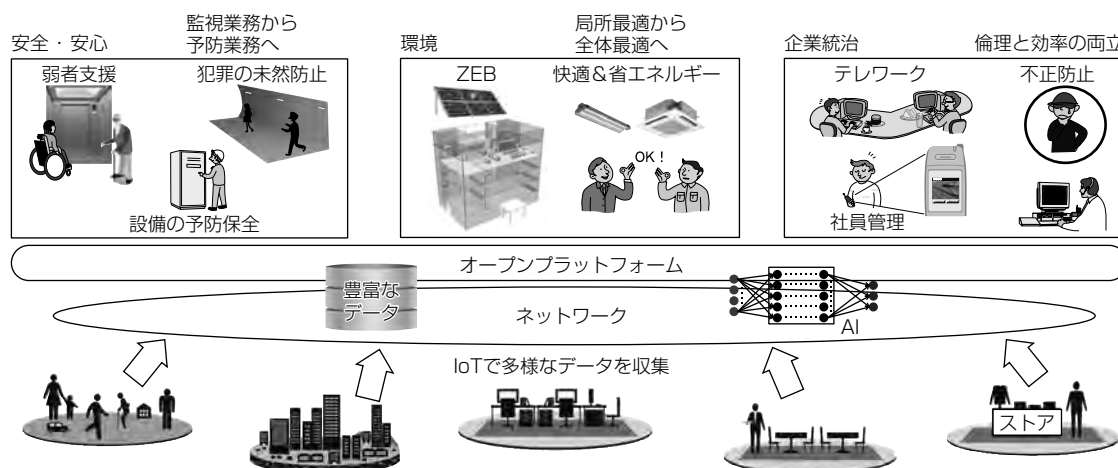 安全・安心
監視業務から
予防業務へ
弱者支援
犯罪の未然防止
設備の予防保全
環境
局所最適から
全体最適へ
ZEB
快適&省エネルギー
OK!
企業統治
倫理と効率の両立
テレワーク
不正防止
社員管理
オープンプラットフォーム
豊富な
データ
ネットワーク
AI
IoTで多様なデータを収集
ストア